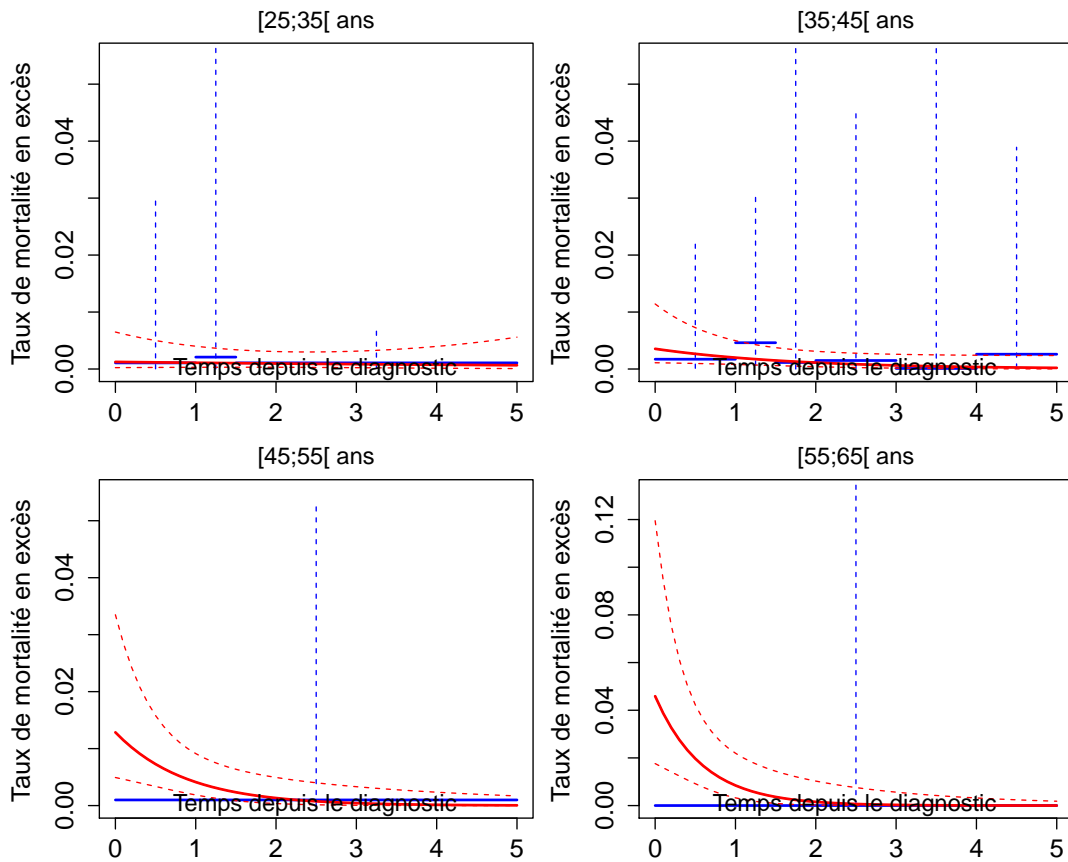 [25;35[ ans
Taux de mortalité en excès
0.00
0.02
0.04
Temps depuis le diagnostic
0 1 2 3 4 5
[35;45[ ans
Taux de mortalité en excès
0.00
0.02
0.04
Temps depuis le diagnostic
0 1 2 3 4 5
[45;55[ ans
Taux de mortalité en excès
0.00
0.02
0.04
Temps depuis le diagnostic
0 1 2 3 4 5
[55;65[ ans
Taux de mortalité en excès
0.00
0.04
0.08
0.12
Temps depuis le diagnostic
0 1 2 3 4 5